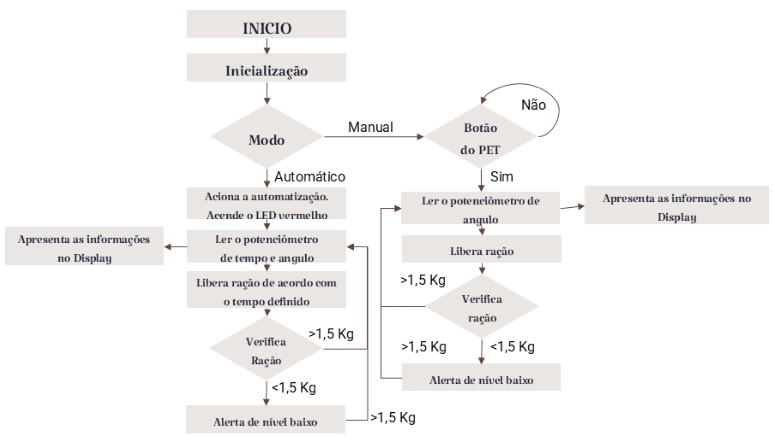 INICIO
Inicialização
Modo
Manual
Botão
do PET
Não
Automático
Sim
Aciona a automatização.
Acende o LED vermelho
Ler o potenciômetro
de tempo e angulo
Apresenta as informações
no Display
Libera ração de acordo com
o tempo definido
Verifica
Ração
>1,5 Kg
<1,5 Kg
Alerta de nível baixo
>1,5 Kg
Ler o potenciômetro de
angulo
Apresenta as informações no
Display
Libera ração
>1,5 Kg
Verifica
ração
>1,5 Kg
<1,5 Kg
Alerta de nível baixo